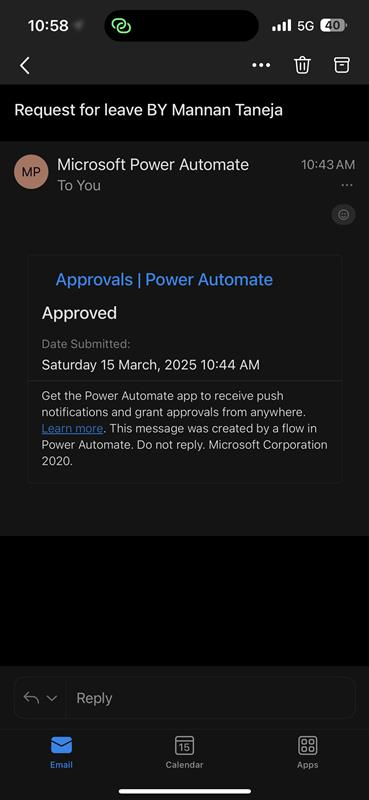 10:58
5G
40
Request for leave BY Mannan Taneja
MP
Microsoft Power Automate
10:43 AM
To You
Approvals | Power Automate
Approved
Date Submitted:
Saturday 15 March, 2025 10:44 AM
Get the Power Automate app to receive push
notifications and grant approvals from anywhere.
Learn more. This message was created by a flow in
Power Automate. Do not reply. Microsoft Corporation
2020.
Reply
15
Email
Calendar
Apps